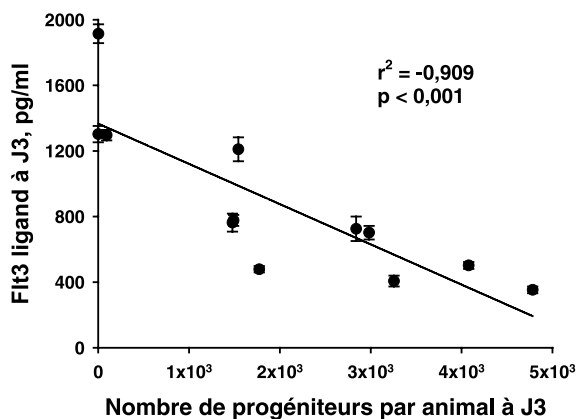 2000
1600
1200
800
400
0
Flt3 ligand à J3, pg/ml
r² = -0,909
p < 0,001
0 1x10³ 2x10³ 3x10³ 4x10³ 5x10³
Nombre de progéniteurs par animal à J3